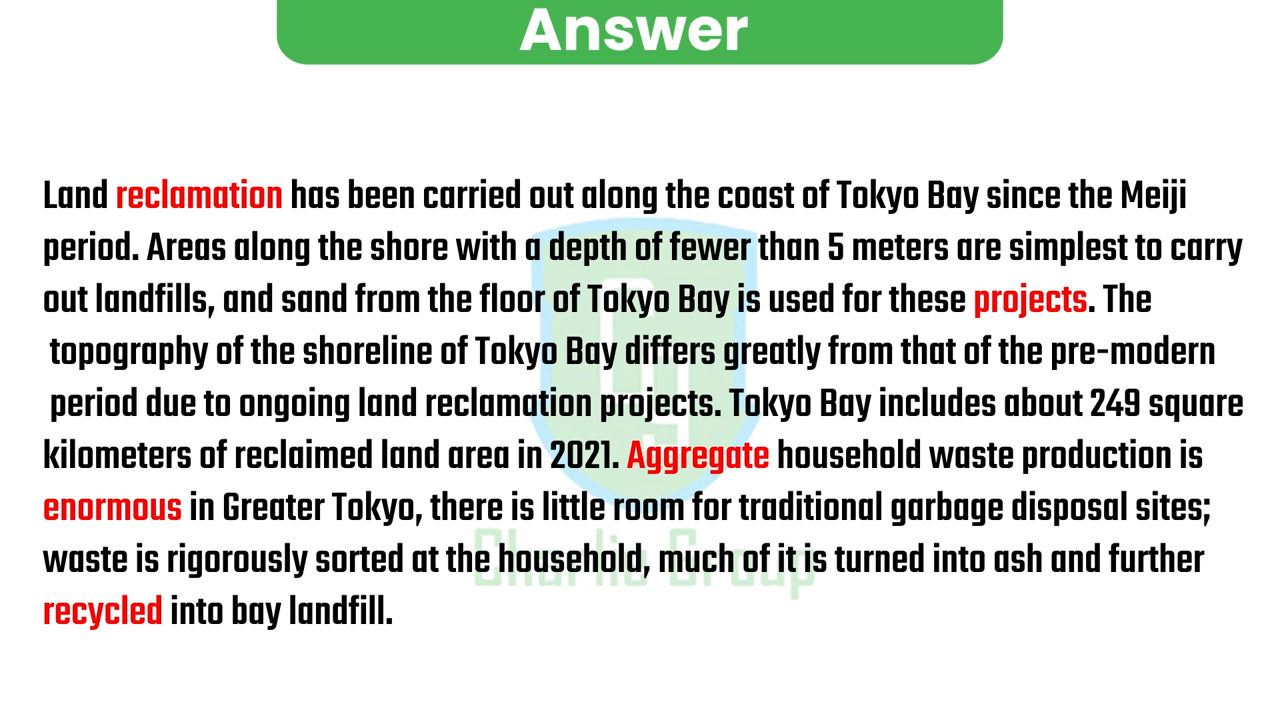 Answer
Land reclamation has been carried out along the coast of Tokyo Bay since the Meiji
period. Areas along the shore with a depth of fewer than 5 meters are simplest to carry
out landfills, and sand from the floor of Tokyo Bay is used for these projects. The
topography of the shoreline of Tokyo Bay differs greatly from that of the pre-modern
period due to ongoing land reclamation projects. Tokyo Bay includes about 249 square
kilometers of reclaimed land area in 2021. Aggregate household waste production is
enormous in Greater Tokyo, there is little room for traditional garbage disposal sites;
waste is rigorously sorted at the household, much of it is turned into ash and further
Charlie Group
recycled into bay landfill.